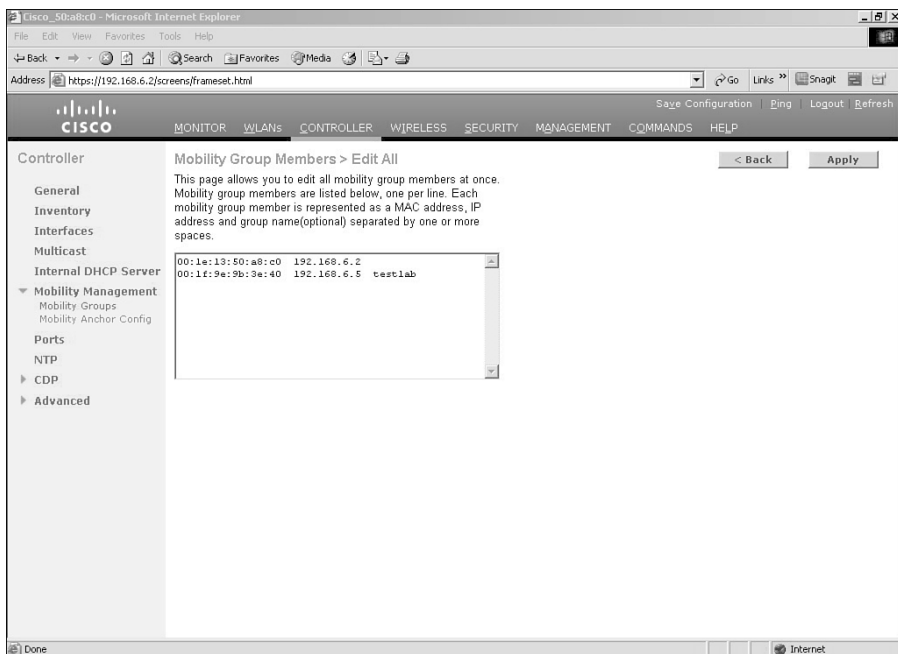 Cisco_50:a8:c0 - Microsoft Internet Explorer
File Edit View Favorites Tools Help
Back Search Favorites Media
Address https://192.168.6.2/screens/frameset.html Go Links » SnagIt
Save Configuration | Ping | Logout | Refresh
CISCO MONITOR WLANs CONTROLLER WIRELESS SECURITY MANAGEMENT COMMANDS HELP
Controller
General
Inventory
Interfaces
Multicast
Internal DHCP Server
Mobility Management
Mobility Groups
Mobility Anchor Config
Ports
NTP
CDP
Advanced
Mobility Group Members > Edit All
< Back Apply
This page allows you to edit all mobility group members at once.
Mobility group members are listed below, one per line. Each
mobility group member is represented as a MAC address, IP
address and group name(optional) separated by one or more
spaces.
00:1e:13:50:a8:c0 192.168.6.2
00:1f:9e:9b:3e:40 192.168.6.5 testlab
Done Internet